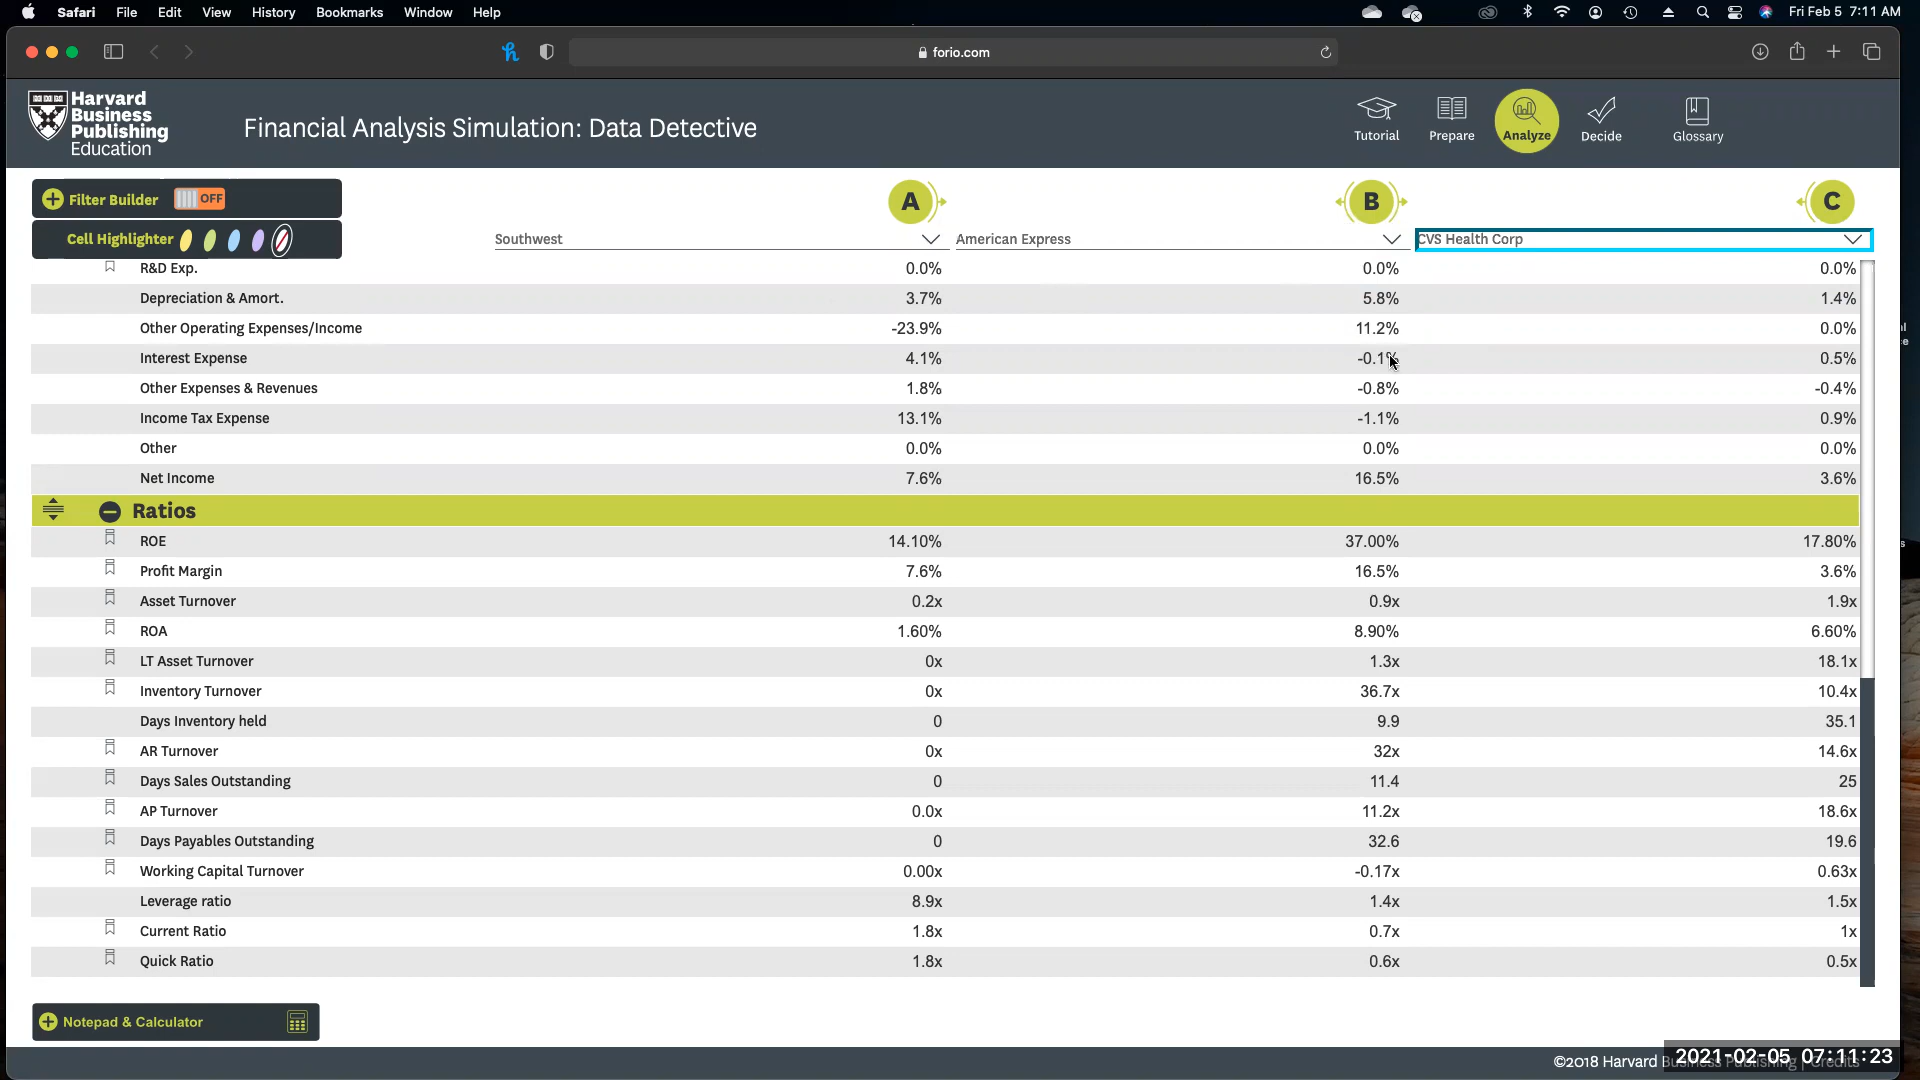 Safari File Edit View History Bookmarks Window Help Fri Feb 5 7:11 AM
forio.com
Harvard
Business
Publishing
Education
Financial Analysis Simulation: Data Detective
Tutorial Prepare Analyze Decide Glossary
Filter Builder OFF
A B C
Cell Highlighter
Southwest American Express CVS Health Corp
R&D Exp. 0.0% 0.0% 0.0%
Depreciation & Amort. 3.7% 5.8% 1.4%
Other Operating Expenses/Income -23.9% 11.2% 0.0%
Interest Expense 4.1% -0.1% 0.5%
Other Expenses & Revenues 1.8% -0.8% -0.4%
Income Tax Expense 13.1% -1.1% 0.9%
Other 0.0% 0.0% 0.0%
Net Income 7.6% 16.5% 3.6%
Ratios
ROE 14.10% 37.00% 17.80%
Profit Margin 7.6% 16.5% 3.6%
Asset Turnover 0.2x 0.9x 1.9x
ROA 1.60% 8.90% 6.60%
LT Asset Turnover 0x 1.3x 18.1x
Inventory Turnover 0x 36.7x 10.4x
Days Inventory held 0 9.9 35.1
AR Turnover 0x 32x 14.6x
Days Sales Outstanding 0 11.4 25
AP Turnover 0.0x 11.2x 18.6x
Days Payables Outstanding 0 32.6 19.6
Working Capital Turnover 0.00x -0.17x 0.63x
Leverage ratio 8.9x 1.4x 1.5x
Current Ratio 1.8x 0.7x 1x
Quick Ratio 1.8x 0.6x 0.5x
Notepad & Calculator
©2018 Harvard Business Publishing | Credits
2021-02-05 07:11:23